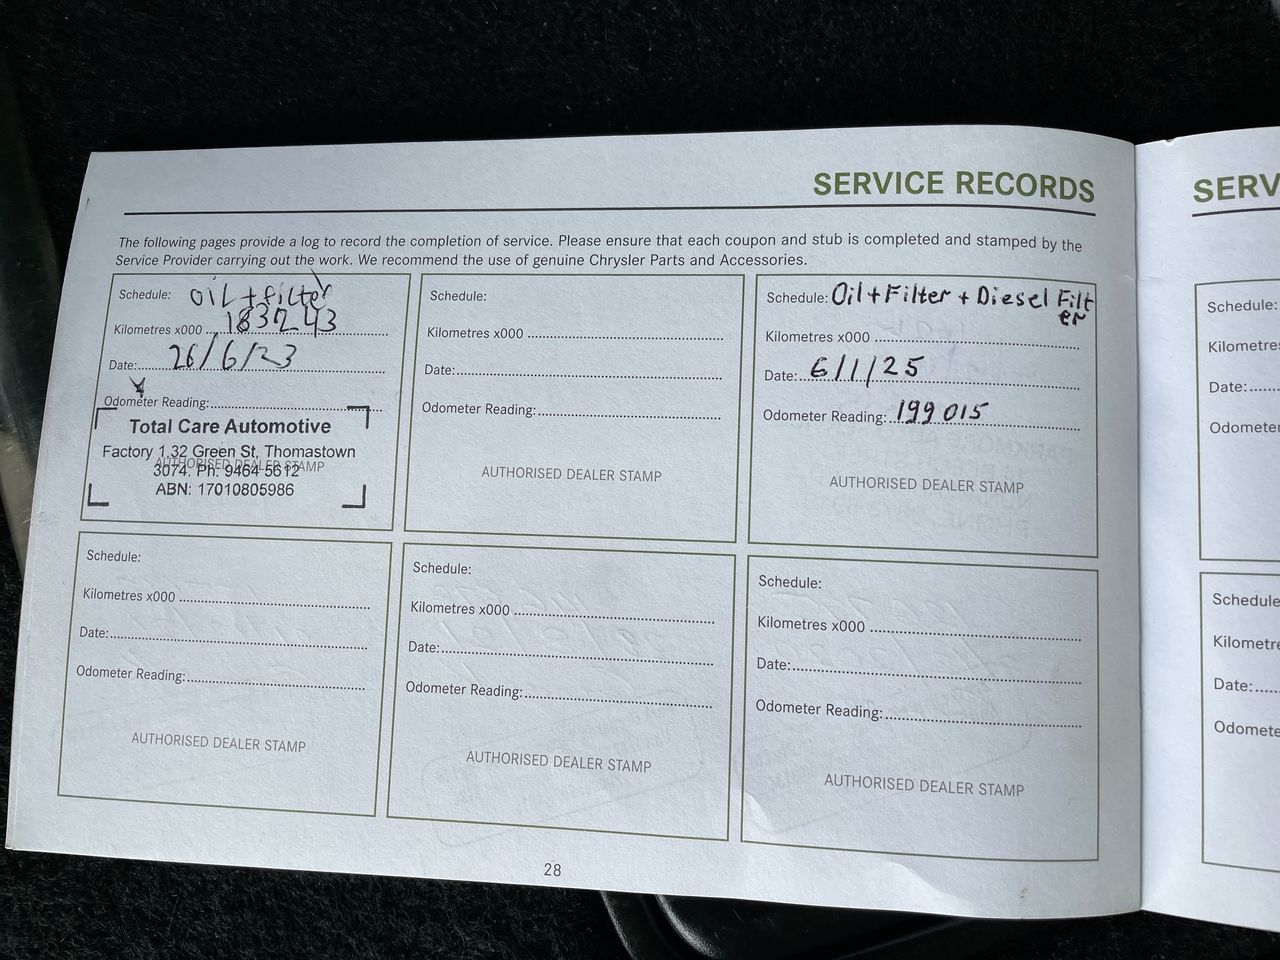 SERVICE RECORDS
The following pages provide a log to record the completion of service. Please ensure that each coupon and stub is completed and stamped by the
Service Provider carrying out the work. We recommend the use of genuine Chrysler Parts and Accessories.
Schedule: Oil + filter
Kilometres x000 183243
Date: 26/6/23
Odometer Reading:
AUTHORISED DEALER STAMP
Total Care Automotive
Factory 1,32 Green St, Thomastown
3074. Ph: 9464 5612
ABN: 17010805986
Schedule:
Kilometres x000
Date:
Odometer Reading:
AUTHORISED DEALER STAMP
Schedule: Oil + Filter + Diesel Filt
er
Kilometres x000
Date: 6/1/25
Odometer Reading: 199 015
AUTHORISED DEALER STAMP
Schedule:
Kilometres x000
Date:
Odometer Reading:
AUTHORISED DEALER STAMP
Schedule:
Kilometres x000
Date:
Odometer Reading:
AUTHORISED DEALER STAMP
Schedule:
Kilometres x000
Date:
Odometer Reading:
AUTHORISED DEALER STAMP
28
SERV
Schedule:
Kilometre
Date:
Odometer
Schedule
Kilometre
Date:
Odomete